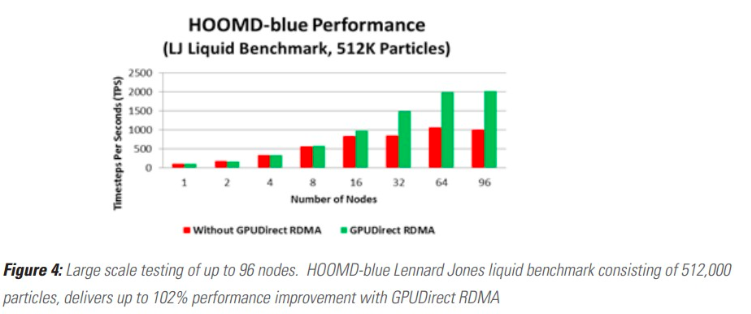 HOOMD-blue Performance
(LJ Liquid Benchmark, 512K Particles)
Timesteps Per Seconds (TPS)
2500
2000
1500
1000
500
0
1 2 4 8 16 32 64 96
Number of Nodes
Without GPUDirect RDMA GPUDirect RDMA
Figure 4: Large scale testing of up to 96 nodes. HOOMD-blue Lennard Jones liquid benchmark consisting of 512,000
particles, delivers up to 102% performance improvement with GPUDirect RDMA